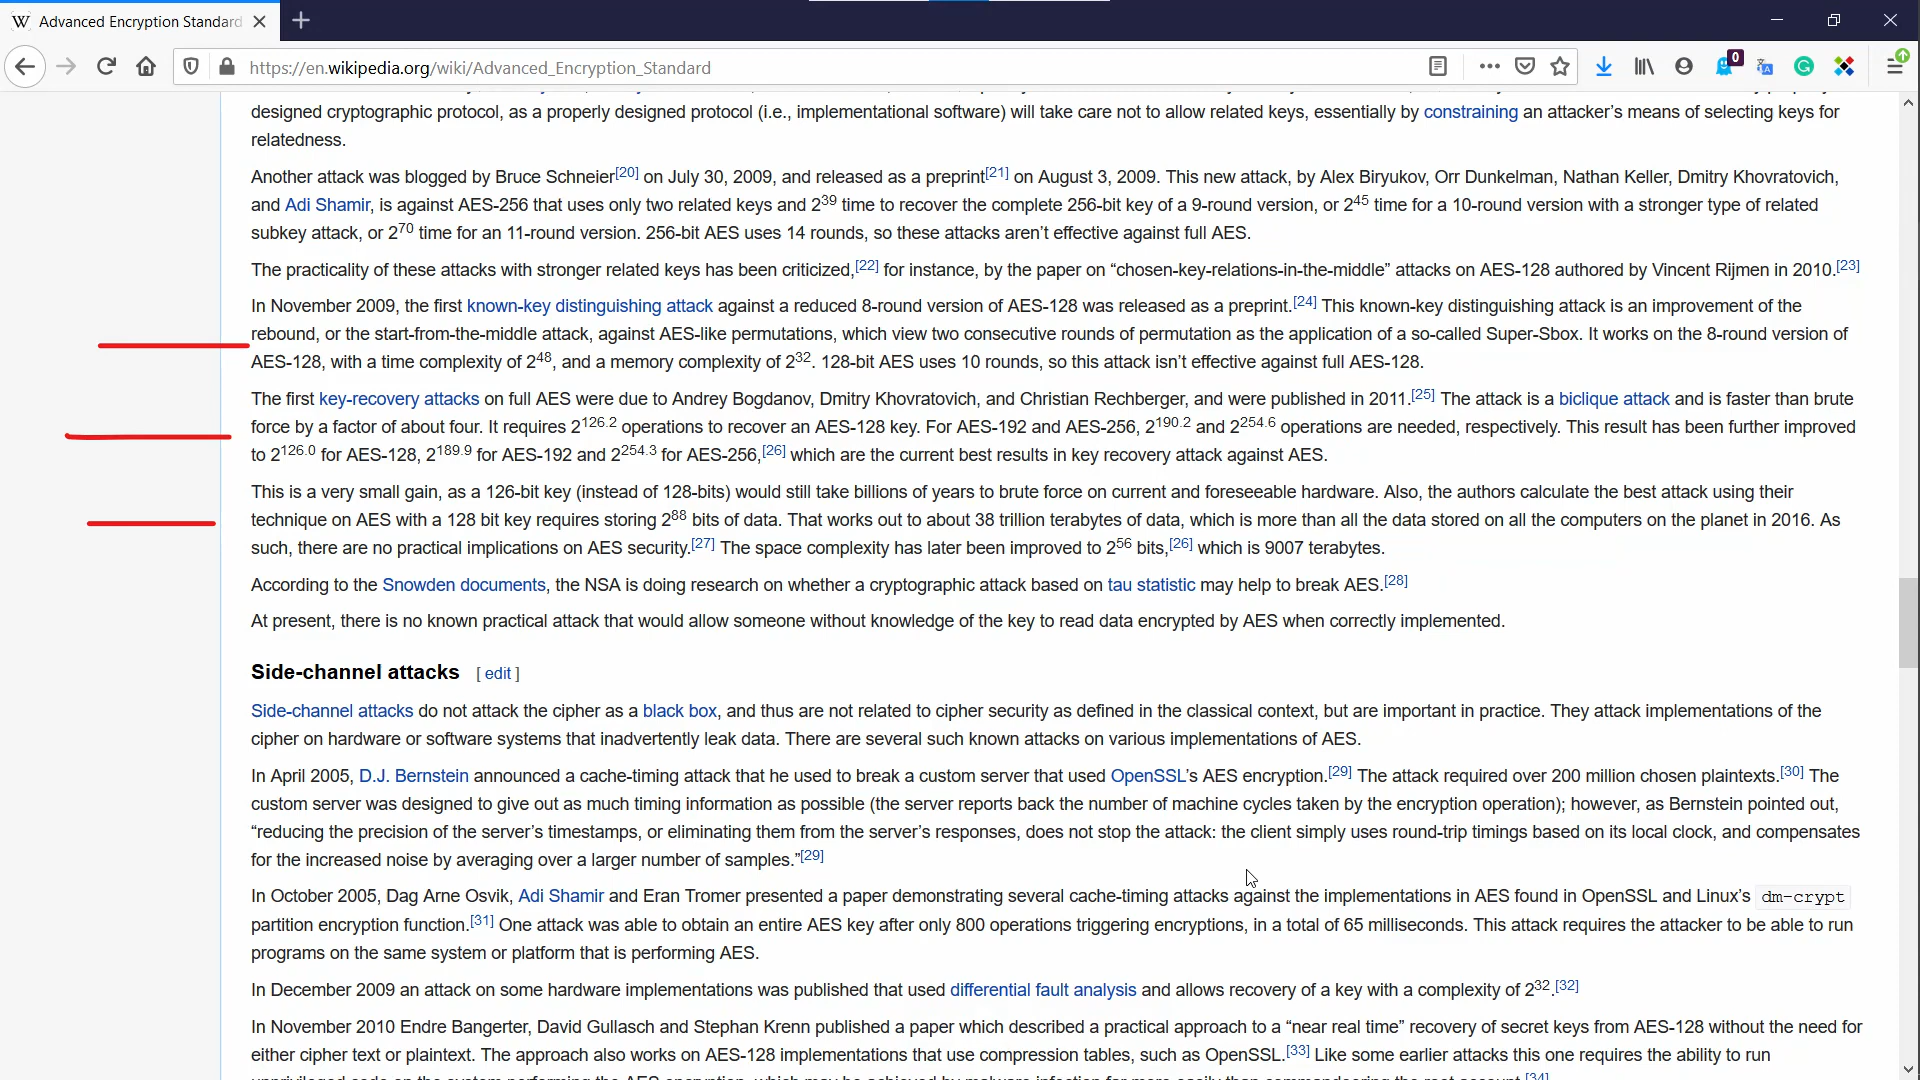 Advanced Encryption Standard
https://en.wikipedia.org/wiki/Advanced_Encryption_Standard
0
designed cryptographic protocol, as a properly designed protocol (i.e., implementational software) will take care not to allow related keys, essentially by constraining an attacker’s means of selecting keys for
relatedness.
Another attack was blogged by Bruce Schneier[20] on July 30, 2009, and released as a preprint[21] on August 3, 2009. This new attack, by Alex Biryukov, Orr Dunkelman, Nathan Keller, Dmitry Khovratovich,
and Adi Shamir, is against AES-256 that uses only two related keys and 2^39 time to recover the complete 256-bit key of a 9-round version, or 2^45 time for a 10-round version with a stronger type of related
subkey attack, or 2^70 time for an 11-round version. 256-bit AES uses 14 rounds, so these attacks aren’t effective against full AES.
The practicality of these attacks with stronger related keys has been criticized,[22] for instance, by the paper on “chosen-key-relations-in-the-middle” attacks on AES-128 authored by Vincent Rijmen in 2010.[23]
In November 2009, the first known-key distinguishing attack against a reduced 8-round version of AES-128 was released as a preprint.[24] This known-key distinguishing attack is an improvement of the
rebound, or the start-from-the-middle attack, against AES-like permutations, which view two consecutive rounds of permutation as the application of a so-called Super-Sbox. It works on the 8-round version of
AES-128, with a time complexity of 2^48, and a memory complexity of 2^32. 128-bit AES uses 10 rounds, so this attack isn’t effective against full AES-128.
The first key-recovery attacks on full AES were due to Andrey Bogdanov, Dmitry Khovratovich, and Christian Rechberger, and were published in 2011.[25] The attack is a biclique attack and is faster than brute
force by a factor of about four. It requires 2^126.2 operations to recover an AES-128 key. For AES-192 and AES-256, 2^190.2 and 2^254.6 operations are needed, respectively. This result has been further improved
to 2^126.0 for AES-128, 2^189.9 for AES-192 and 2^254.3 for AES-256,[26] which are the current best results in key recovery attack against AES.
This is a very small gain, as a 126-bit key (instead of 128-bits) would still take billions of years to brute force on current and foreseeable hardware. Also, the authors calculate the best attack using their
technique on AES with a 128 bit key requires storing 2^88 bits of data. That works out to about 38 trillion terabytes of data, which is more than all the data stored on all the computers on the planet in 2016. As
such, there are no practical implications on AES security.[27] The space complexity has later been improved to 2^56 bits,[26] which is 9007 terabytes.
According to the Snowden documents, the NSA is doing research on whether a cryptographic attack based on tau statistic may help to break AES.[28]
At present, there is no known practical attack that would allow someone without knowledge of the key to read data encrypted by AES when correctly implemented.
Side-channel attacks [ edit ]
Side-channel attacks do not attack the cipher as a black box, and thus are not related to cipher security as defined in the classical context, but are important in practice. They attack implementations of the
cipher on hardware or software systems that inadvertently leak data. There are several such known attacks on various implementations of AES.
In April 2005, D.J. Bernstein announced a cache-timing attack that he used to break a custom server that used OpenSSL’s AES encryption.[29] The attack required over 200 million chosen plaintexts.[30] The
custom server was designed to give out as much timing information as possible (the server reports back the number of machine cycles taken by the encryption operation); however, as Bernstein pointed out,
“reducing the precision of the server’s timestamps, or eliminating them from the server’s responses, does not stop the attack: the client simply uses round-trip timings based on its local clock, and compensates
for the increased noise by averaging over a larger number of samples.”[29]
In October 2005, Dag Arne Osvik, Adi Shamir and Eran Tromer presented a paper demonstrating several cache-timing attacks against the implementations in AES found in OpenSSL and Linux’s dm-crypt
partition encryption function.[31] One attack was able to obtain an entire AES key after only 800 operations triggering encryptions, in a total of 65 milliseconds. This attack requires the attacker to be able to run
programs on the same system or platform that is performing AES.
In December 2009 an attack on some hardware implementations was published that used differential fault analysis and allows recovery of a key with a complexity of 2^32.[32]
In November 2010 Endre Bangerter, David Gullasch and Stephan Krenn published a paper which described a practical approach to a “near real time” recovery of secret keys from AES-128 without the need for
either cipher text or plaintext. The approach also works on AES-128 implementations that use compression tables, such as OpenSSL.[33] Like some earlier attacks this one requires the ability to run
[34]